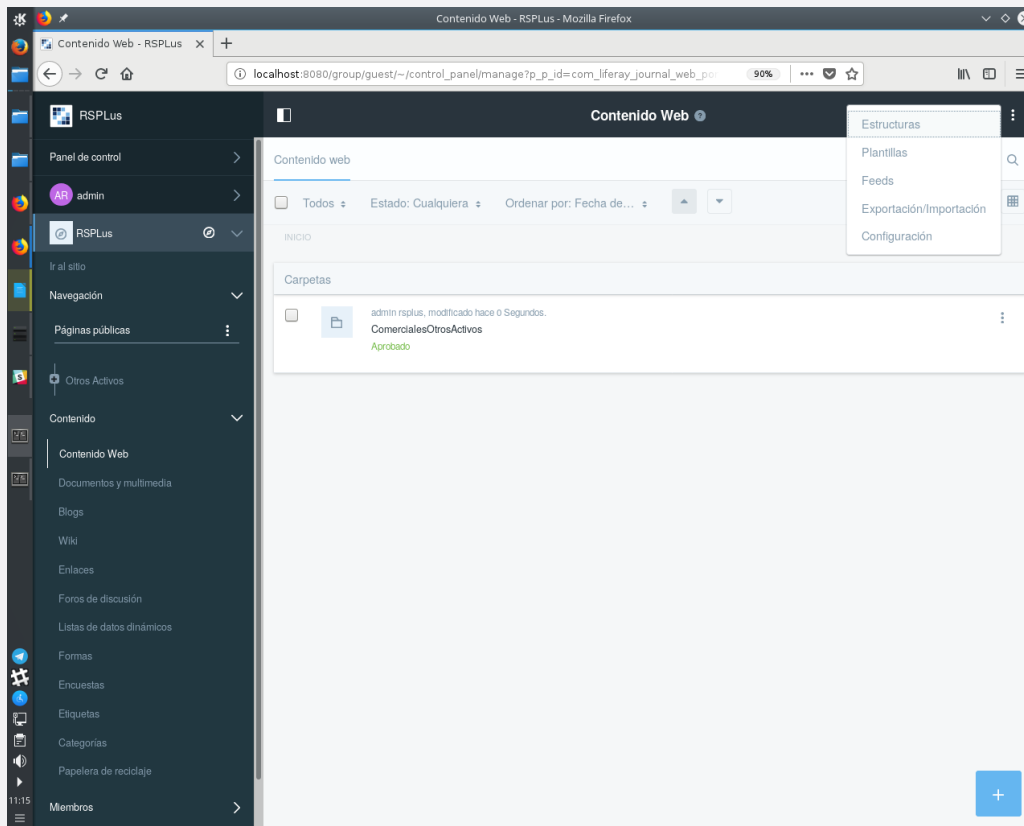 Contenido Web - RSPLus - Mozilla Firefox
Contenido Web - RSPLus
localhost:8080/group/guest/~/control_panel/manage?p_p_id=com_liferay_journal_web_po
90%
RSPLus
Contenido Web
Panel de control
AR admin
RSPLus
Ir al sitio
Navegación
Páginas públicas
Otros Activos
Contenido
Contenido Web
Documentos y multimedia
Blogs
Wiki
Enlaces
Foros de discusión
Listas de datos dinámicos
Formas
Encuestas
Etiquetas
Categorías
Papelera de reciclaje
Miembros
Contenido web
Todos
Estado: Cualquiera
Ordenar por: Fecha de...
INICIO
Carpetas
admin rsplus, modificado hace 0 Segundos.
ComercialesOtrosActivos
Aprobado
Estructuras
Plantillas
Feeds
Exportación/Importación
Configuración
11:15